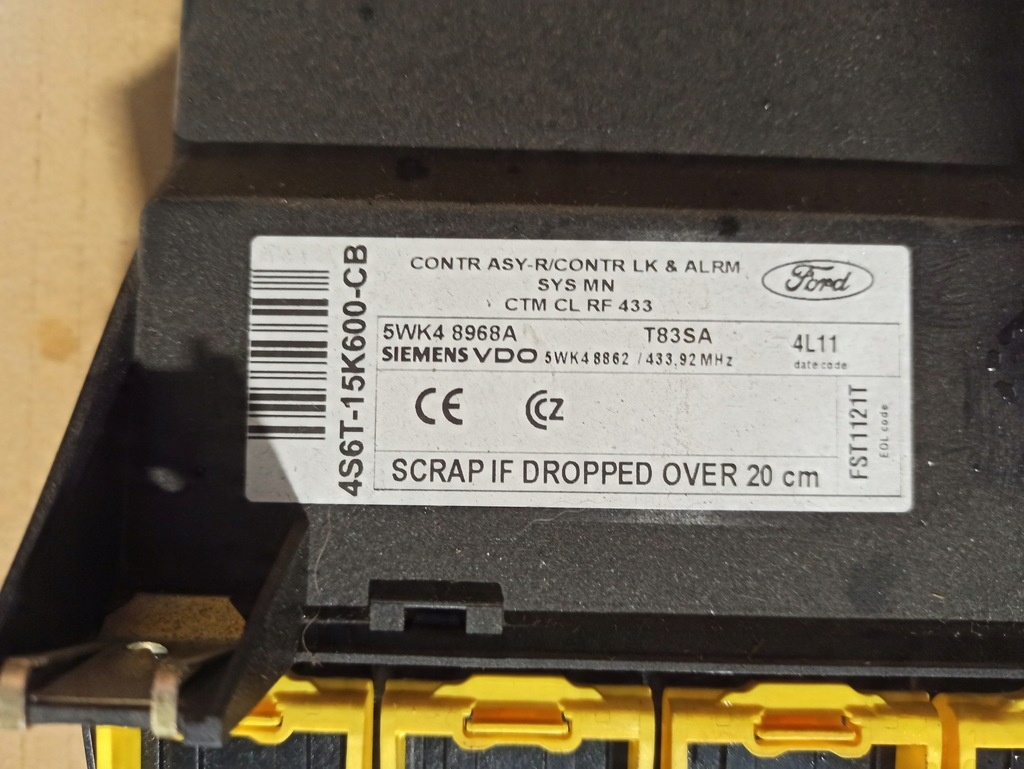 CONTR ASY-R/CONTR LK & ALRM
SYS MN
CTM CL RF 433
Ford
4S6T-15K600-CB
5WK4 8968A T83SA
SIEMENS VDO 5WK4 8862 / 433,92 MHz
4L11
date code
CE CCZ
FST1121T
EOL code
SCRAP IF DROPPED OVER 20 cm